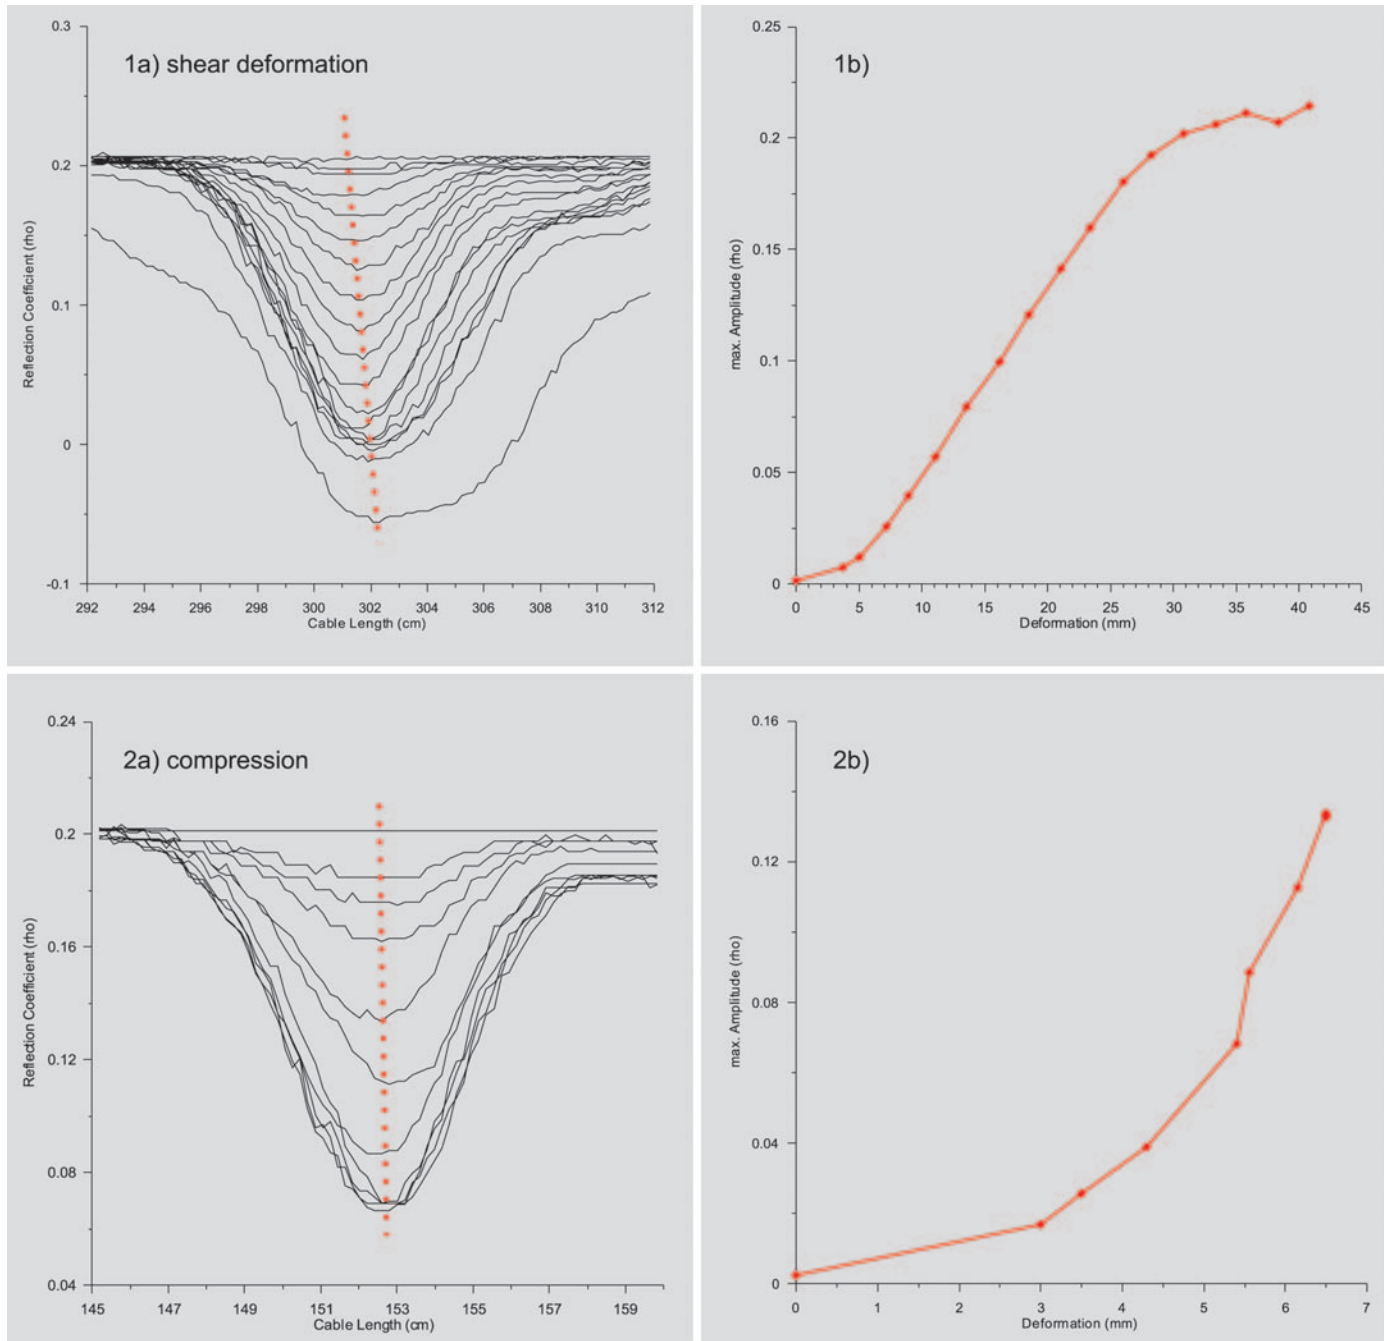 1a) shear deformation
0.3
0.2
0.1
0
-0.1
Reflection Coefficient (rho)
292 294 296 298 300 302 304 306 308 310 312
Cable Length (cm)
1b)
0.25
0.2
0.15
0.1
0.05
0
max. Amplitude (rho)
0 5 10 15 20 25 30 35 40 45
Deformation (mm)
2a) compression
0.24
0.2
0.16
0.12
0.08
0.04
Reflection Coefficient (rho)
145 147 149 151 153 155 157 159
Cable Length (cm)
2b)
0.16
0.12
0.08
0.04
0
max. Amplitude (rho)
0 1 2 3 4 5 6 7
Deformation (mm)